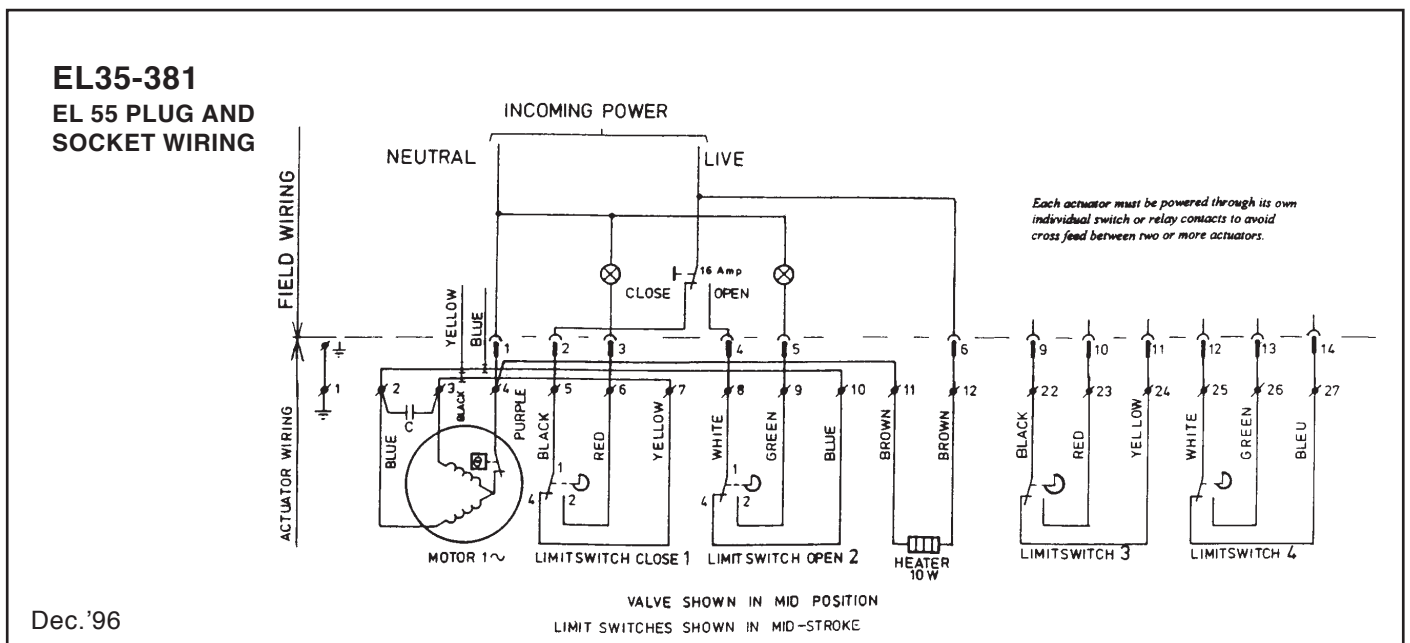 EL35-381
EL 55 PLUG AND
SOCKET WIRING
INCOMING POWER
NEUTRAL
LIVE
FIELD WIRING
Each actuator must be powered through its own
individual switch or relay contacts to avoid
cross feed between two or more actuators.
16 Amp
CLOSE
OPEN
YELLOW
BLUE
1 2 3 4 5 6 9 10 11 12 13 14
1 2 3 4 5 6 7 8 9 10 11 12 22 23 24 25 26 27
ACTUATOR WIRING
C
BLUE
BLACK
PURPLE
BLACK
RED
YELLOW
WHITE
GREEN
BLUE
BROWN
BROWN
BLACK
RED
YELLOW
WHITE
GREEN
BLEU
1
4 2
1
4 2
MOTOR 1~
LIMITSWITCH CLOSE 1
LIMITSWITCH OPEN 2
HEATER
10 W
LIMITSWITCH 3
LIMITSWITCH 4
VALVE SHOWN IN MID POSITION
LIMIT SWITCHES SHOWN IN MID-STROKE
Dec.'96